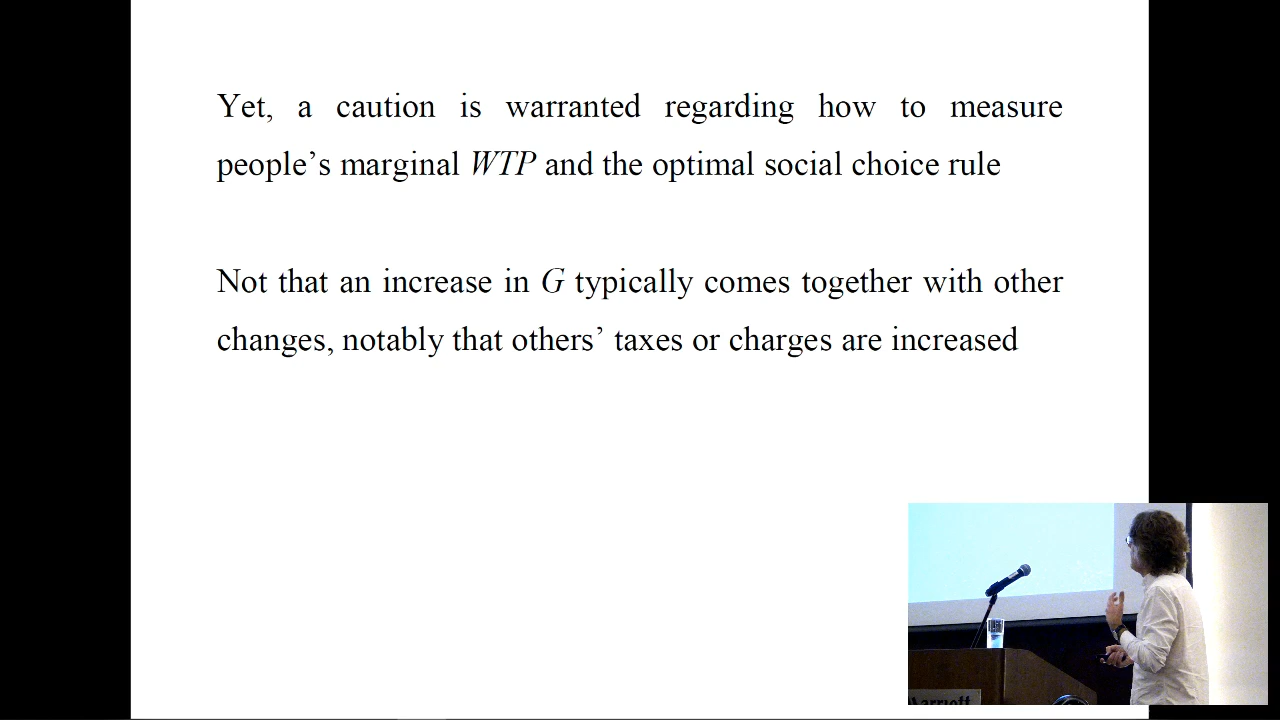 Yet, a caution is warranted regarding how to measure
people’s marginal WTP and the optimal social choice rule
Not that an increase in G typically comes together with other
changes, notably that others’ taxes or charges are increased
Marriott